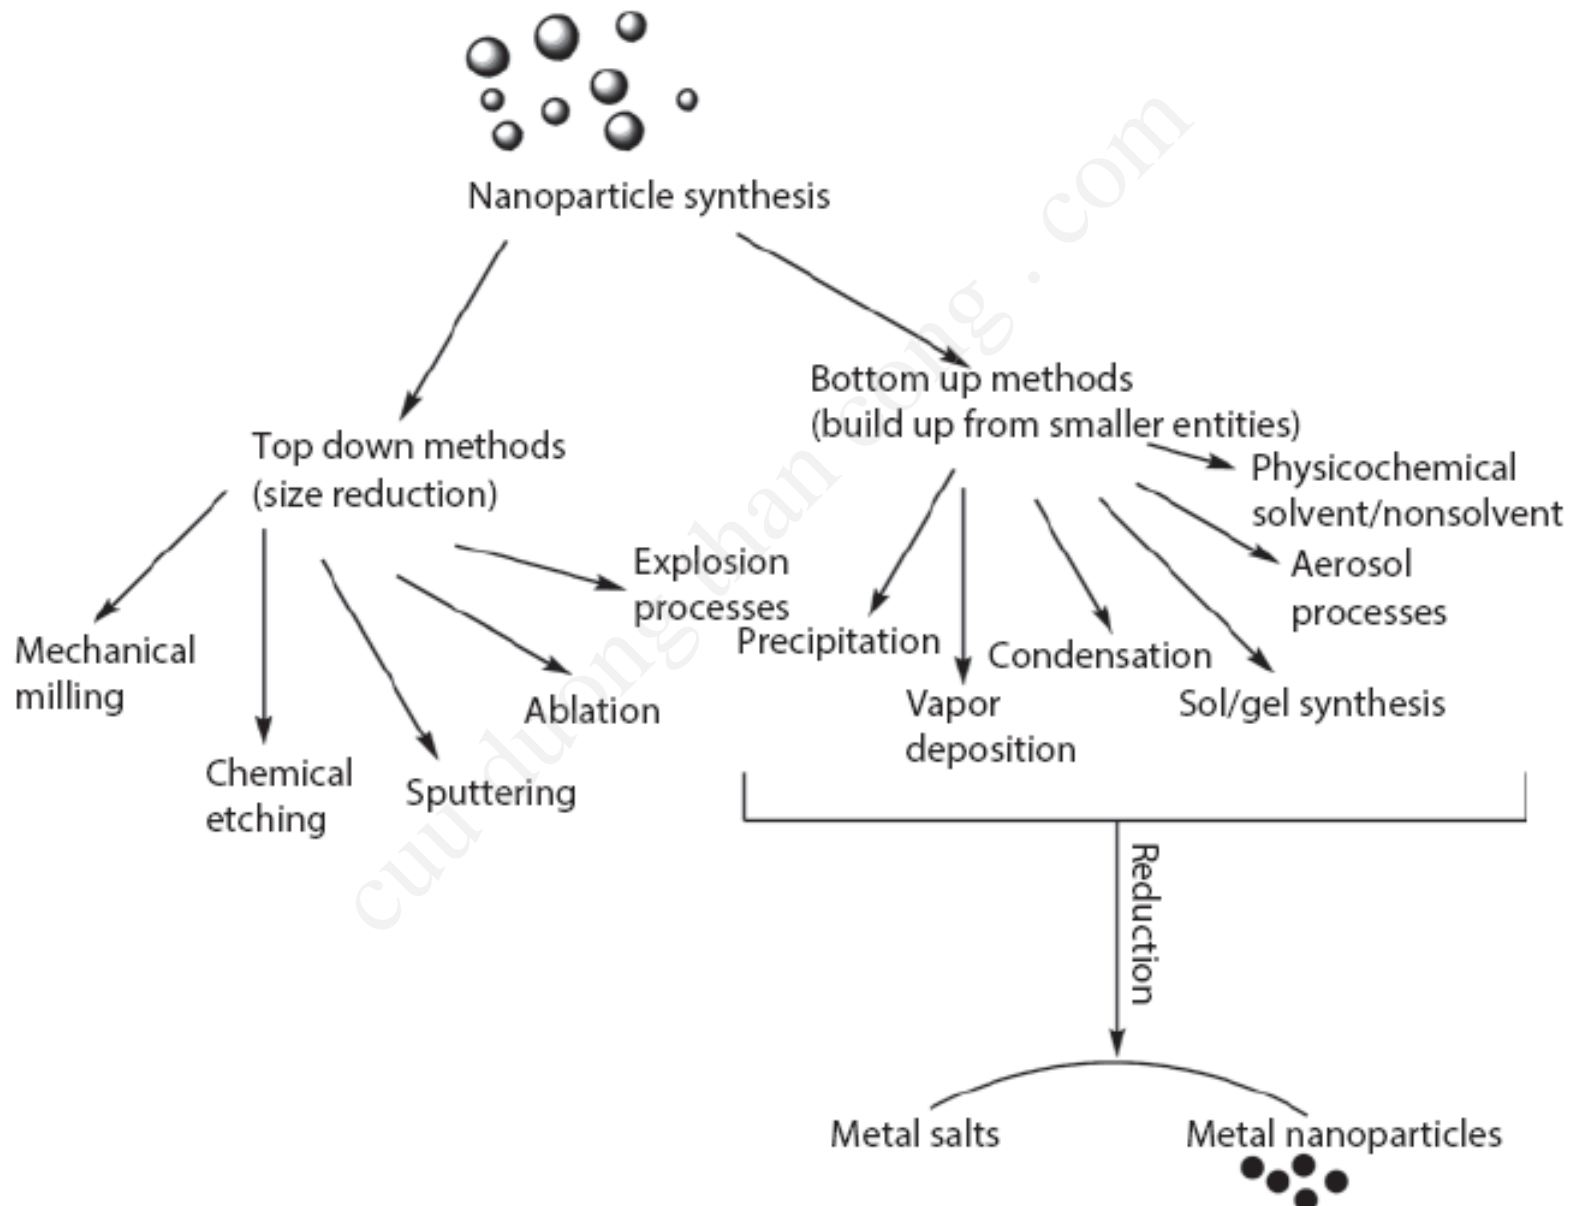 Nanoparticle synthesis
Bottom up methods
(build up from smaller entities)
Top down methods
(size reduction)
Physicochemical
solvent/nonsolvent
Explosion
processes
Aerosol
processes
Mechanical
milling
Precipitation
Condensation
Ablation
Vapor
deposition
Sol/gel synthesis
Chemical
etching
Sputtering
Reduction
Metal salts
Metal nanoparticles
cuu duong than cong . com